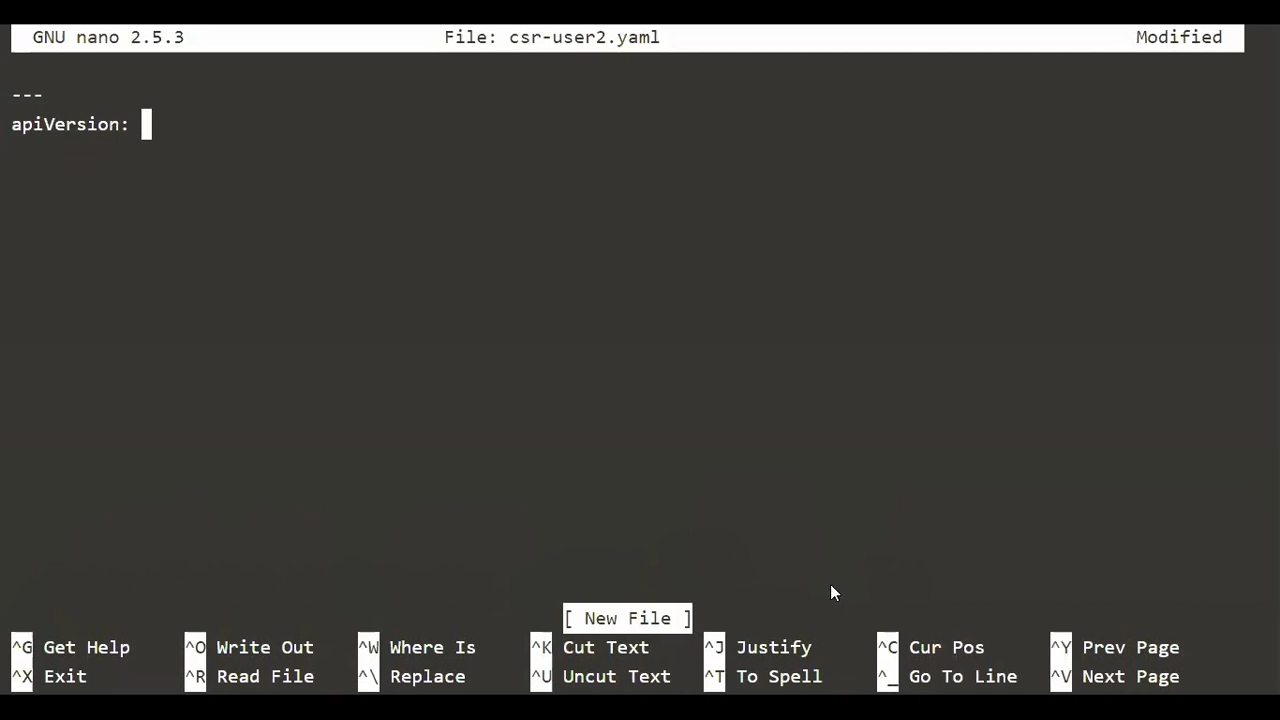 GNU nano 2.5.3 File: csr-user2.yaml Modified
---
apiVersion:
[ New File ]
^G Get Help ^O Write Out ^W Where Is ^K Cut Text ^J Justify ^C Cur Pos ^Y Prev Page
^X Exit ^R Read File ^\ Replace ^U Uncut Text ^T To Spell ^_ Go To Line ^V Next Page